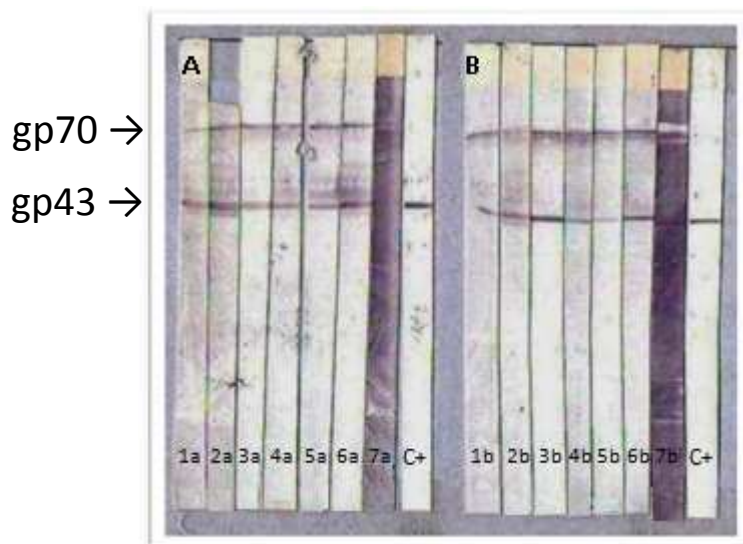 A
B
gp70 →
gp43 →
1a 2a 3a 4a 5a 6a 7a C+
1b 2b 3b 4b 5b 6b 7b C+